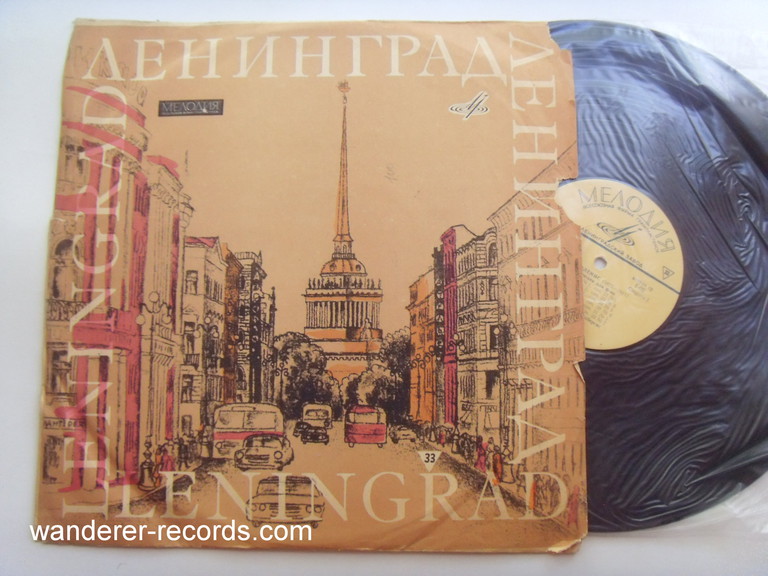 ЛЕНИНГРАД
ЛЕНИНГРАД
LENINGRAD
LENINGRAD
МЕЛОДИЯ
33
МЕЛОДИЯ
wanderer-records.com